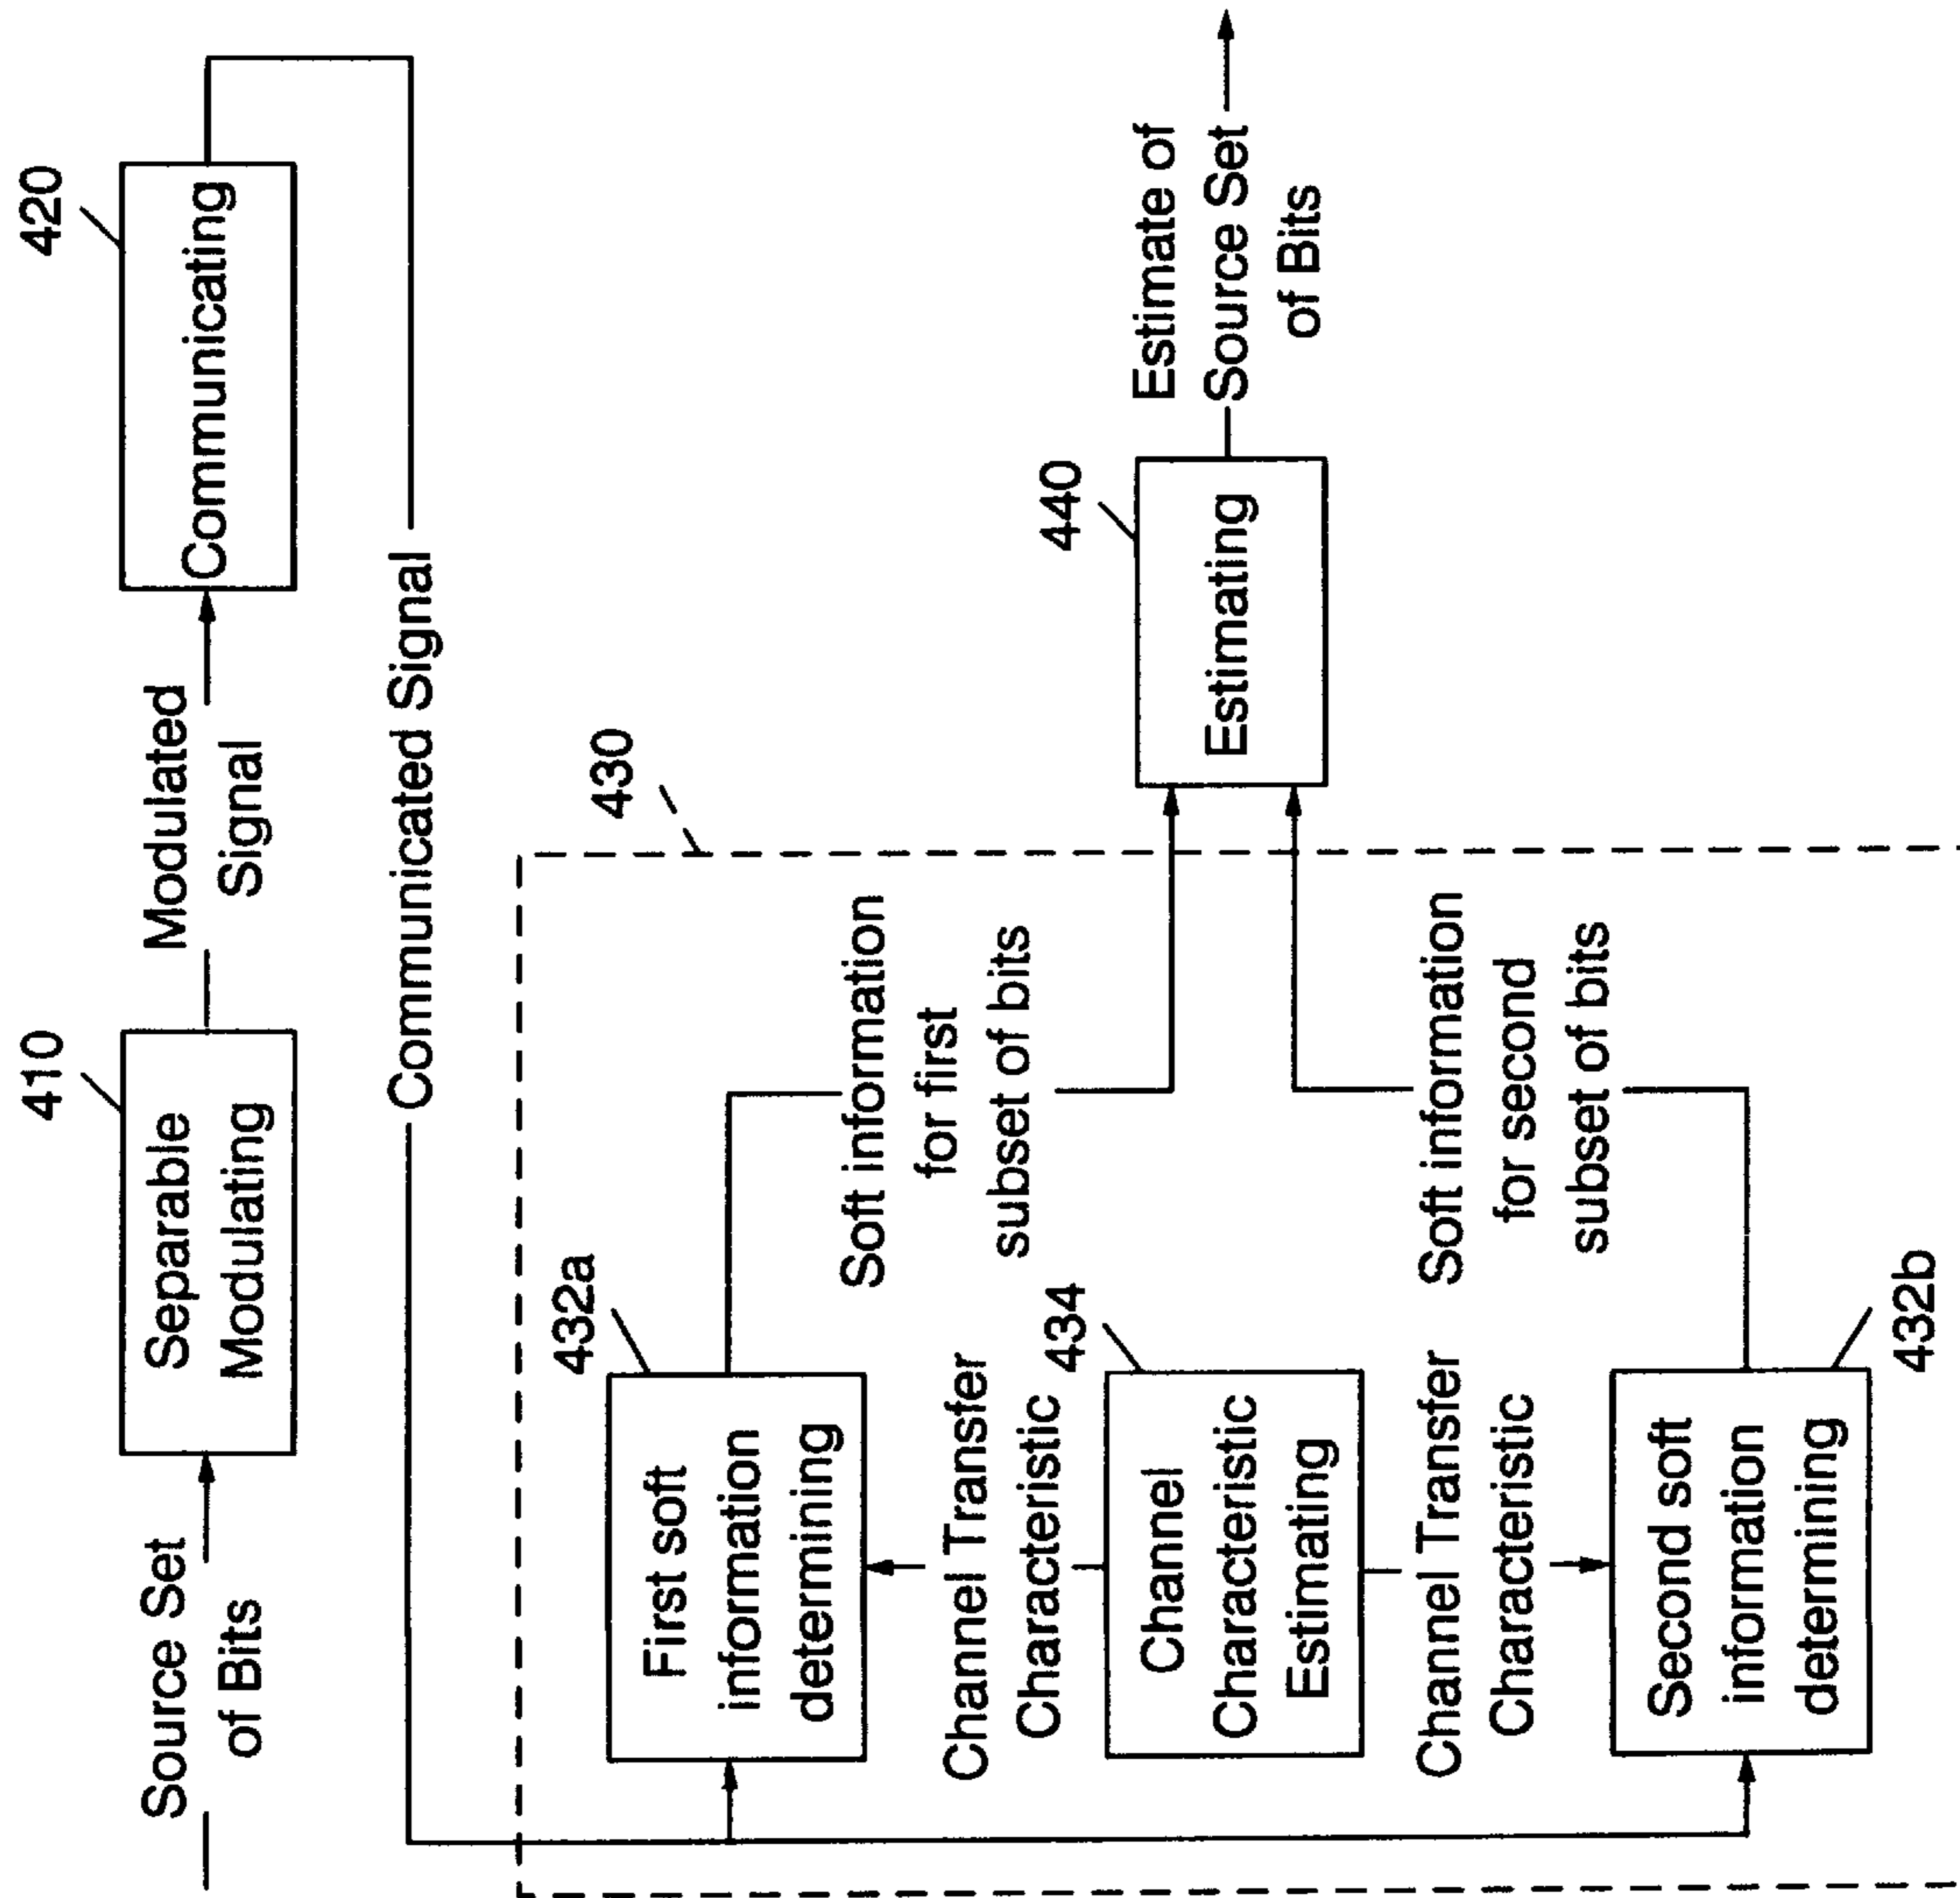 Source Set
of Bits
410
Separable
Modulating
Modulated
Signal
420
Communicating
Communicated Signal
430
432a
First soft
information
determining
Soft information
for first
subset of bits
Channel Transfer
Characteristic
434
Channel
Characteristic
Estimating
Channel Transfer
Characteristic
Second soft
information
determining
432b
Soft information
for second
subset of bits
440
Estimating
Estimate of
Source Set
of Bits